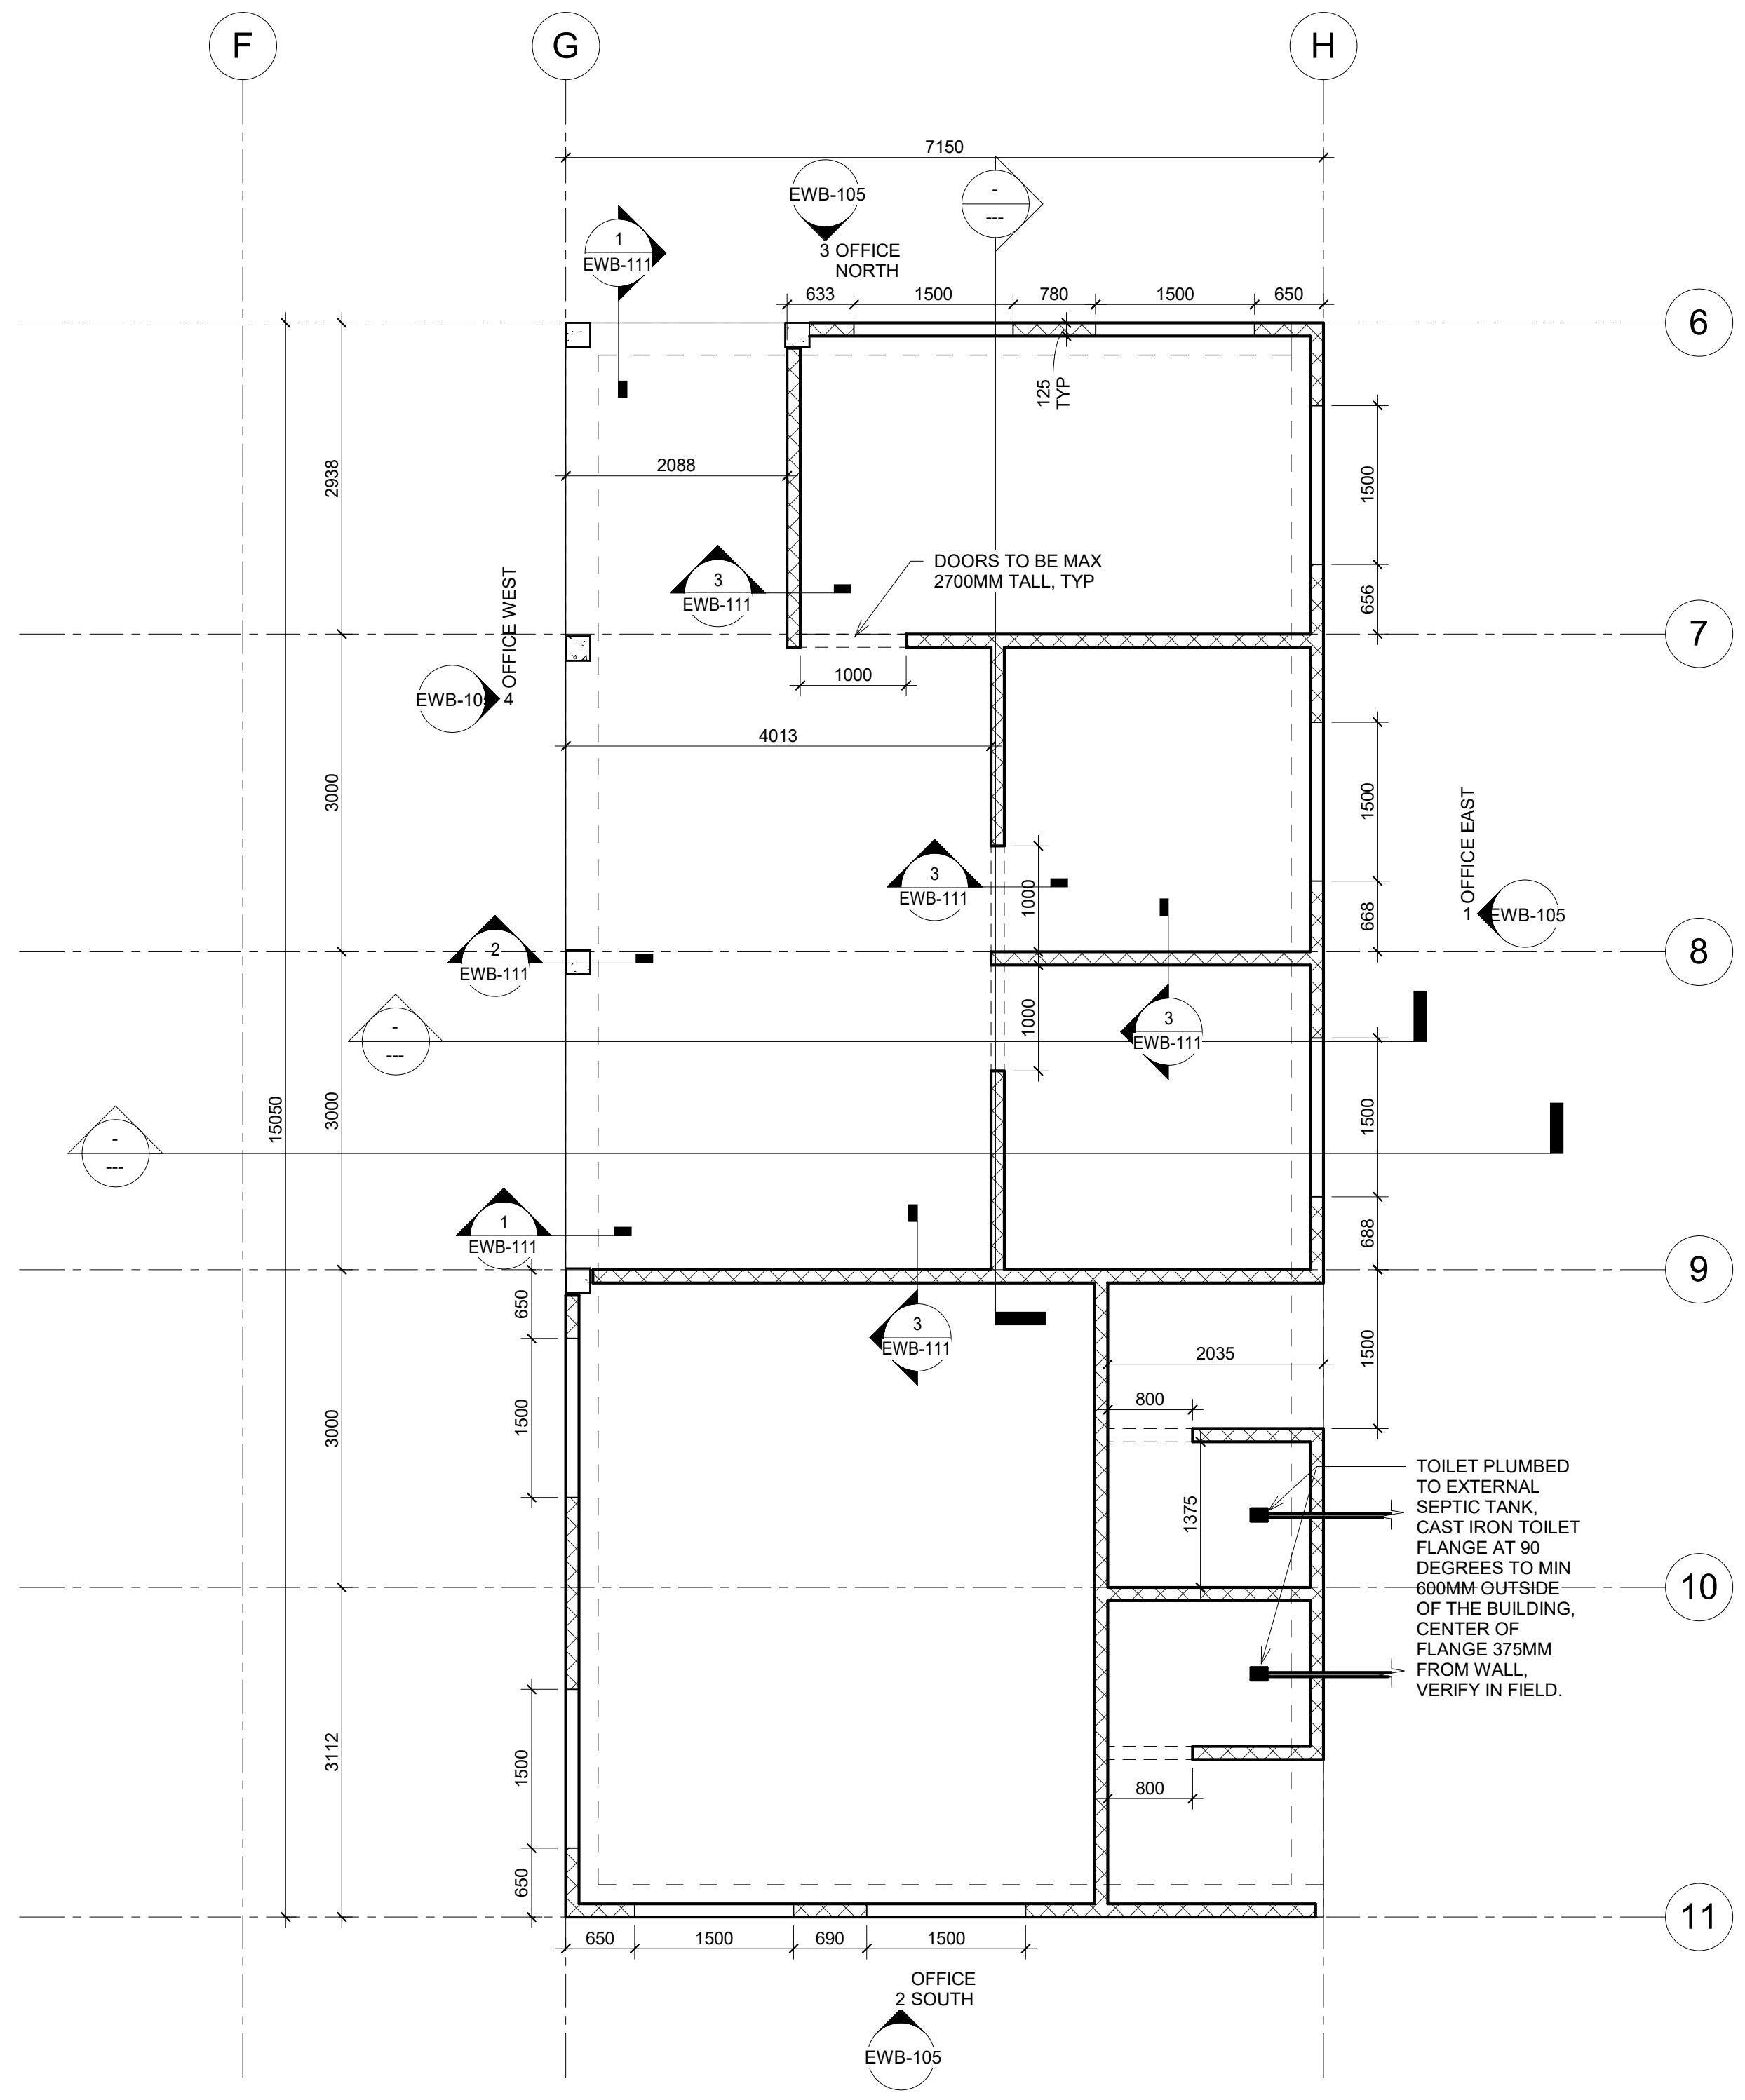 F
G
H
7150
EWB-105
3 OFFICE
NORTH
-
---
1
EWB-111
633
1500
780
1500
650
6
125
TYP
2938
2088
1500
DOORS TO BE MAX
2700MM TALL, TYP
3
EWB-111
656
OFFICE WEST
4
7
1000
4013
3000
1500
OFFICE EAST
1
EWB-105
3
EWB-111
1000
668
2
EWB-111
8
-
---
1000
3
EWB-111
15050
3000
1500
-
---
1
EWB-111
688
9
650
3
EWB-111
2035
1500
800
3000
1500
1375
TOILET PLUMBED
TO EXTERNAL
SEPTIC TANK,
CAST IRON TOILET
FLANGE AT 90
DEGREES TO MIN
600MM OUTSIDE
OF THE BUILDING,
CENTER OF
FLANGE 375MM
FROM WALL,
VERIFY IN FIELD.
10
3112
1500
800
650
11
650
1500
690
1500
OFFICE
2 SOUTH
EWB-105